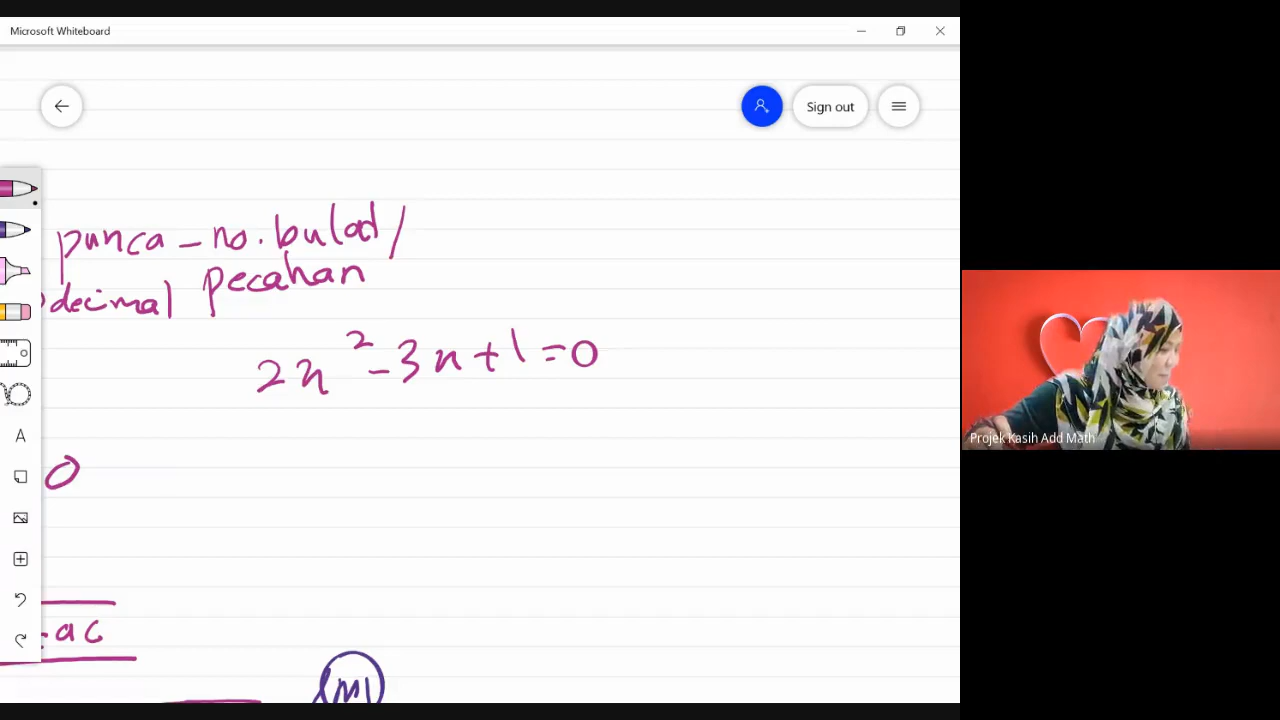 Microsoft Whiteboard
Sign out
punca - no. bulat /
pecahan
decimal
2x² - 3x + 1 = 0
A
0
ac
Projek Kasih Add Math